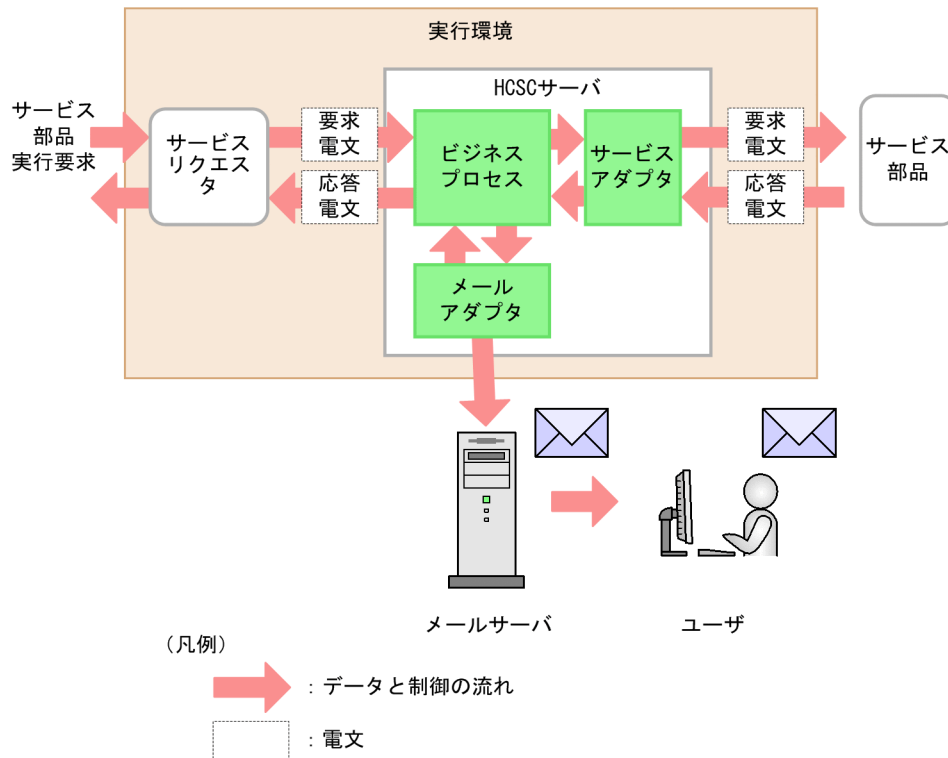 実行環境
HCSCサーバ
サービス
部品
実行要求
サービス
リクエス
タ
要求
電文
応答
電文
ビジネス
プロセス
サービス
アダプタ
要求
電文
応答
電文
サービス
部品
メール
アダプタ
メールサーバ
ユーザ
(凡例)
：データと制御の流れ
：電文